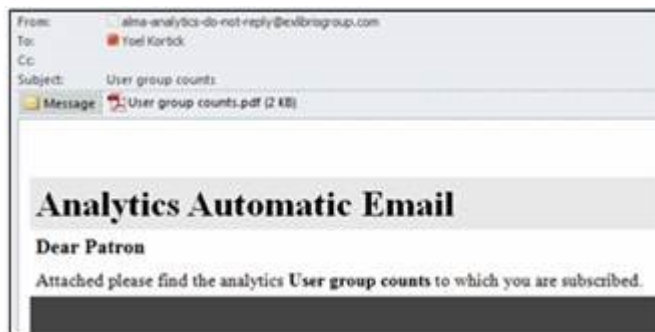 From: alma-analytics-do-not-reply@exlibrisgroup.com
To: Yoel Kortick
Cc:
Subject: User group counts
Message User group counts.pdf (2 KB)
Analytics Automatic Email
Dear Patron
Attached please find the analytics User group counts to which you are subscribed.